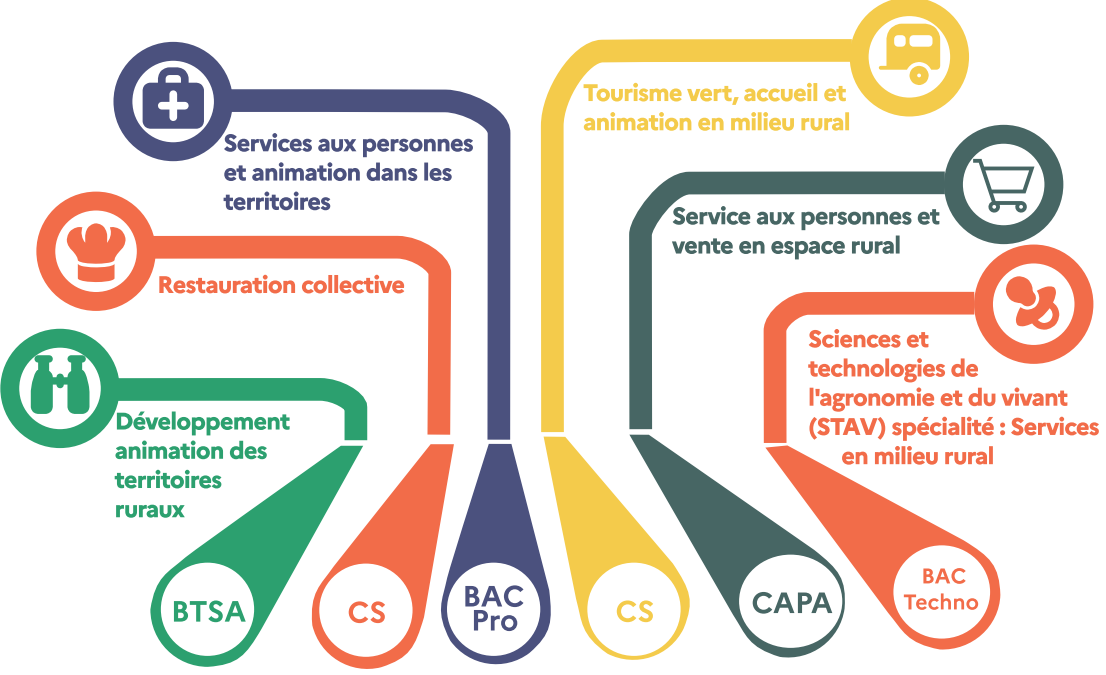 Tourisme vert, accueil et
animation en milieu rural
Services aux personnes
et animation dans les
territoires
Service aux personnes et
vente en espace rural
Restauration collective
Sciences et
technologies de
l'agronomie et du vivant
(STAV) spécialité : Services
en milieu rural
Développement
animation des
territoires
ruraux
BTSA
CS
BAC
Pro
CS
CAPA
BAC
Techno